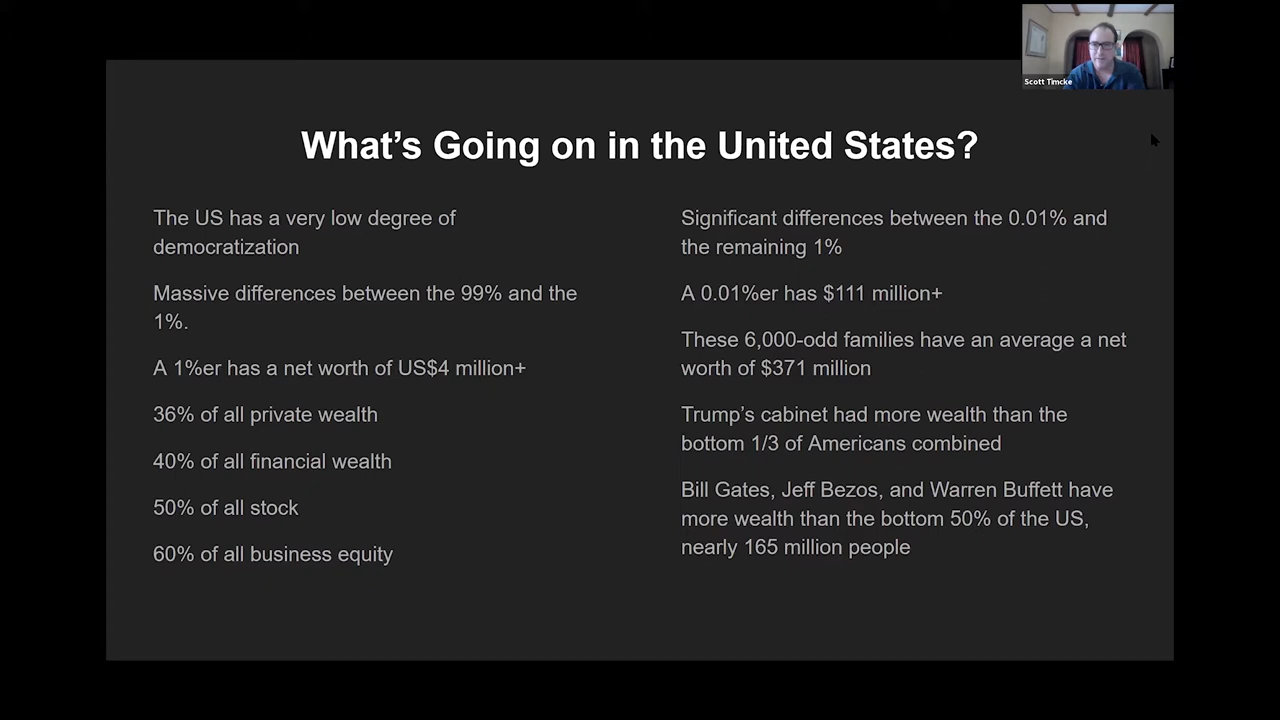 Scott Timcke
What’s Going on in the United States?
The US has a very low degree of
democratization
Massive differences between the 99% and the
1%.
A 1%er has a net worth of US$4 million+
36% of all private wealth
40% of all financial wealth
50% of all stock
60% of all business equity
Significant differences between the 0.01% and
the remaining 1%
A 0.01%er has $111 million+
These 6,000-odd families have an average a net
worth of $371 million
Trump’s cabinet had more wealth than the
bottom 1/3 of Americans combined
Bill Gates, Jeff Bezos, and Warren Buffett have
more wealth than the bottom 50% of the US,
nearly 165 million people